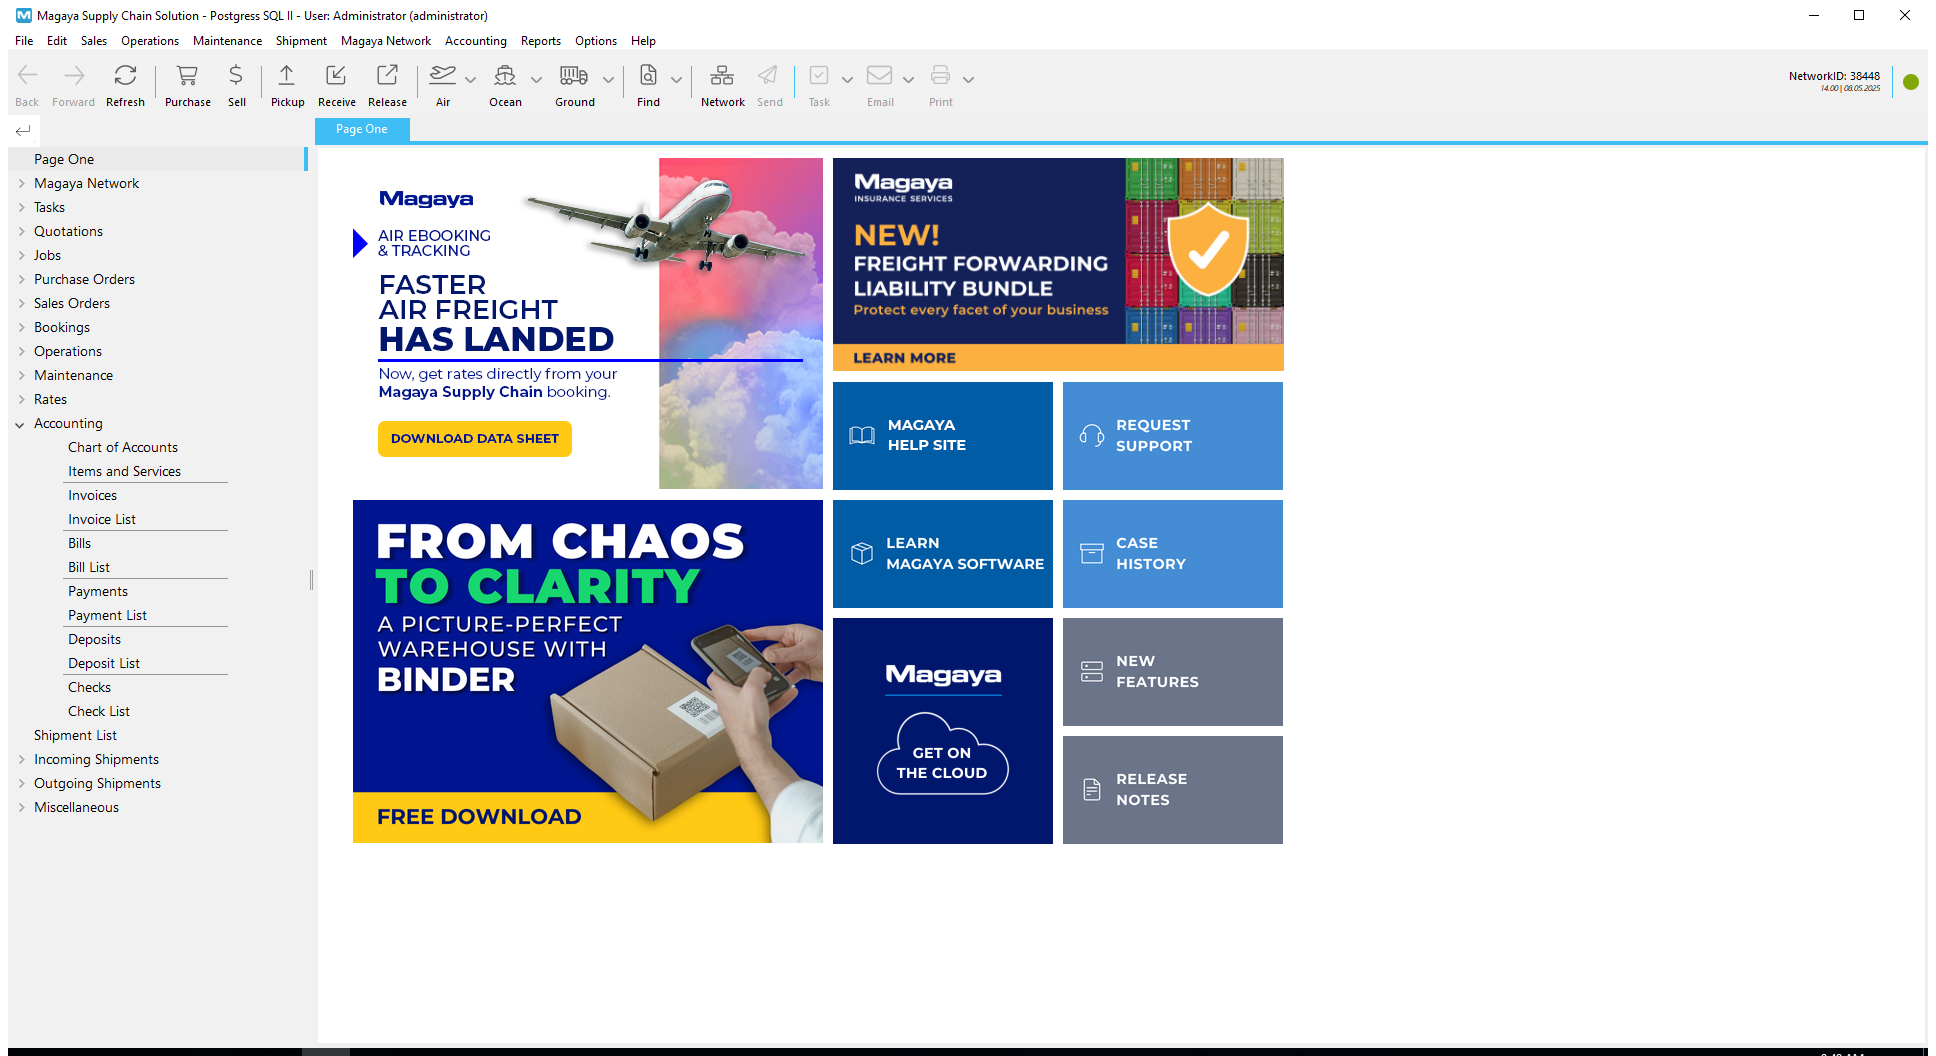 Magaya Supply Chain Solution - Postgress SQL II - User: Administrator (administrator)
File Edit Sales Operations Maintenance Shipment Magaya Network Accounting Reports Options Help
Back Forward Refresh Purchase Sell Pickup Receive Release Air Ocean Ground Find Network Send Task Email Print
NetworkID: 38448
14.00 | 08.05.2025
Page One
Page One
Magaya Network
Tasks
Quotations
Jobs
Purchase Orders
Sales Orders
Bookings
Operations
Maintenance
Rates
Accounting
Chart of Accounts
Items and Services
Invoices
Invoice List
Bills
Bill List
Payments
Payment List
Deposits
Deposit List
Checks
Check List
Shipment List
Incoming Shipments
Outgoing Shipments
Miscellaneous
Magaya
AIR EBOOKING
& TRACKING
FASTER
AIR FREIGHT
HAS LANDED
Now, get rates directly from your
Magaya Supply Chain booking.
DOWNLOAD DATA SHEET
Magaya
INSURANCE SERVICES
NEW!
FREIGHT FORWARDING
LIABILITY BUNDLE
Protect every facet of your business
LEARN MORE
MAGAYA
HELP SITE
REQUEST
SUPPORT
FROM CHAOS
TO CLARITY
A PICTURE-PERFECT
WAREHOUSE WITH
BINDER
FREE DOWNLOAD
LEARN
MAGAYA SOFTWARE
CASE
HISTORY
Magaya
GET ON
THE CLOUD
NEW
FEATURES
RELEASE
NOTES